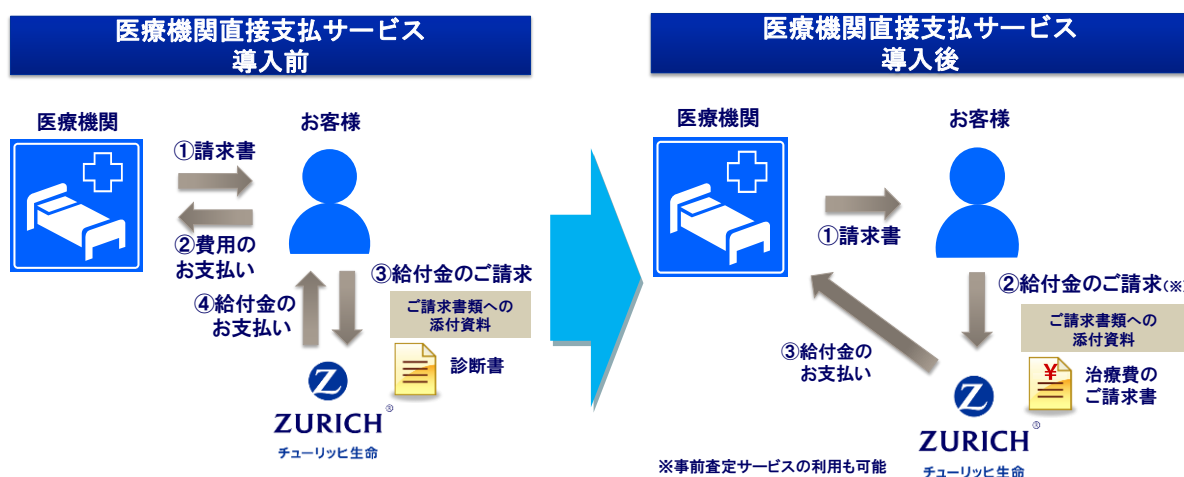 医療機関直接支払サービス
導入前
医療機関
お客様
①請求書
②費用の
お支払い
③給付金のご請求
④給付金の
お支払い
ご請求書類への
添付資料
診断書
Z
ZURICH®
チューリッヒ生命
医療機関直接支払サービス
導入後
医療機関
お客様
①請求書
②給付金のご請求(※)
ご請求書類への
添付資料
③給付金の
お支払い
¥
治療費の
ご請求書
Z
ZURICH®
チューリッヒ生命
※事前査定サービスの利用も可能